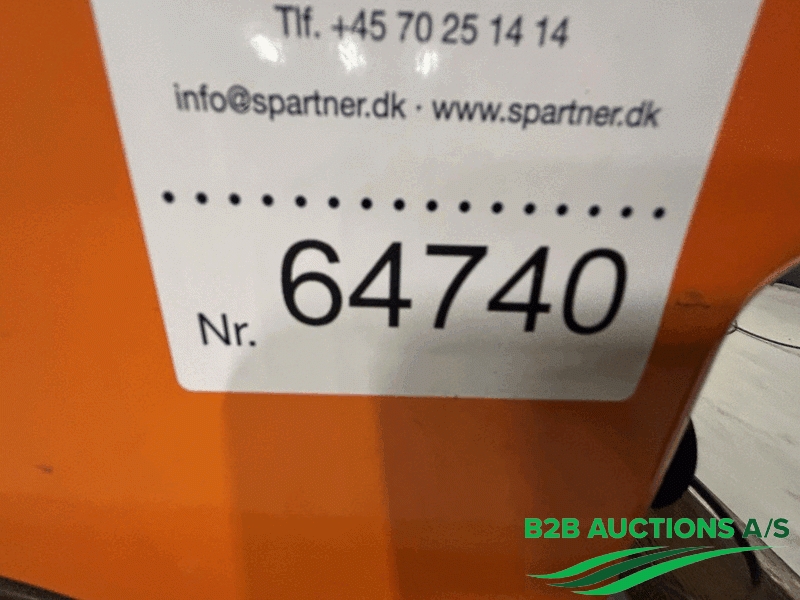 Tlf. +45 70 25 14 14
info@spartner.dk · www.spartner.dk
Nr. 64740
B2B AUCTIONS A/S